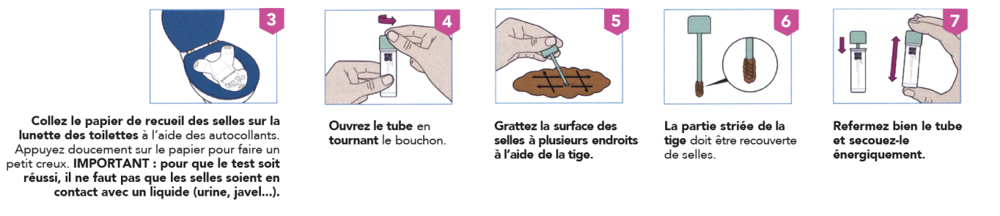 3
Collez le papier de recueil des selles sur la
lunette des toilettes à l’aide des autocollants.
Appuyez doucement sur le papier pour faire un
petit creux. IMPORTANT : pour que le test soit
réussi, il ne faut pas que les selles soient en
contact avec un liquide (urine, javel...).
4
Ouvrez le tube en
tournant le bouchon.
5
Grattez la surface des
selles à plusieurs endroits
à l’aide de la tige.
6
La partie striée de la
tige doit être recouverte
de selles.
7
Refermez bien le tube
et secouez-le
énergiquement.